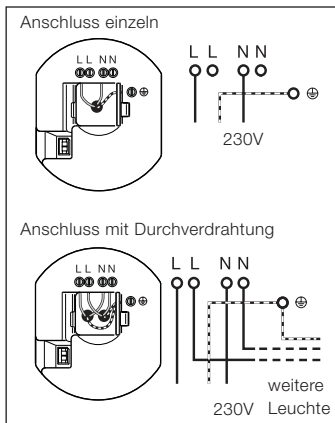 Anschluss einzeln
L L N N
L L N N
230V
Anschluss mit Durchverdrahtung
L L N N
L L N N
230V
weitere
Leuchte